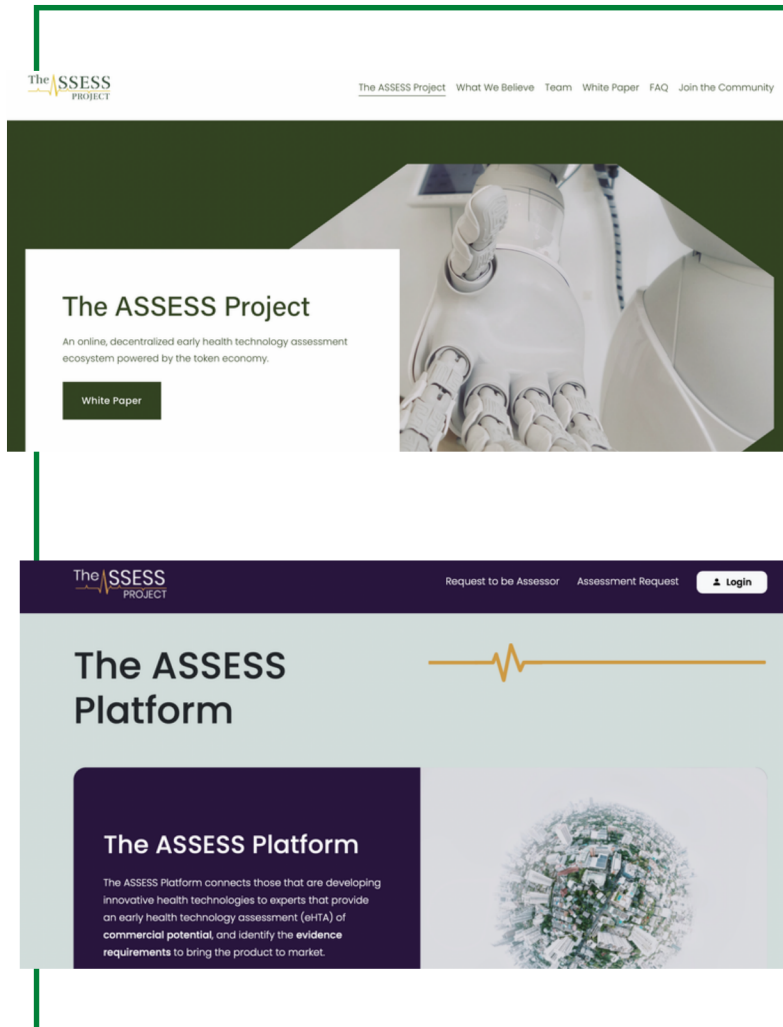 The ASSESS
PROJECT
The ASSESS Project What We Believe Team White Paper FAQ Join the Community
The ASSESS Project
An online, decentralized early health technology assessment
ecosystem powered by the token economy.
White Paper
The ASSESS
PROJECT
Request to be Assessor Assessment Request Login
The ASSESS
Platform
The ASSESS Platform
The ASSESS Platform connects those that are developing
innovative health technologies to experts that provide
an early health technology assessment (eHTA) of
commercial potential, and identify the evidence
requirements to bring the product to market.